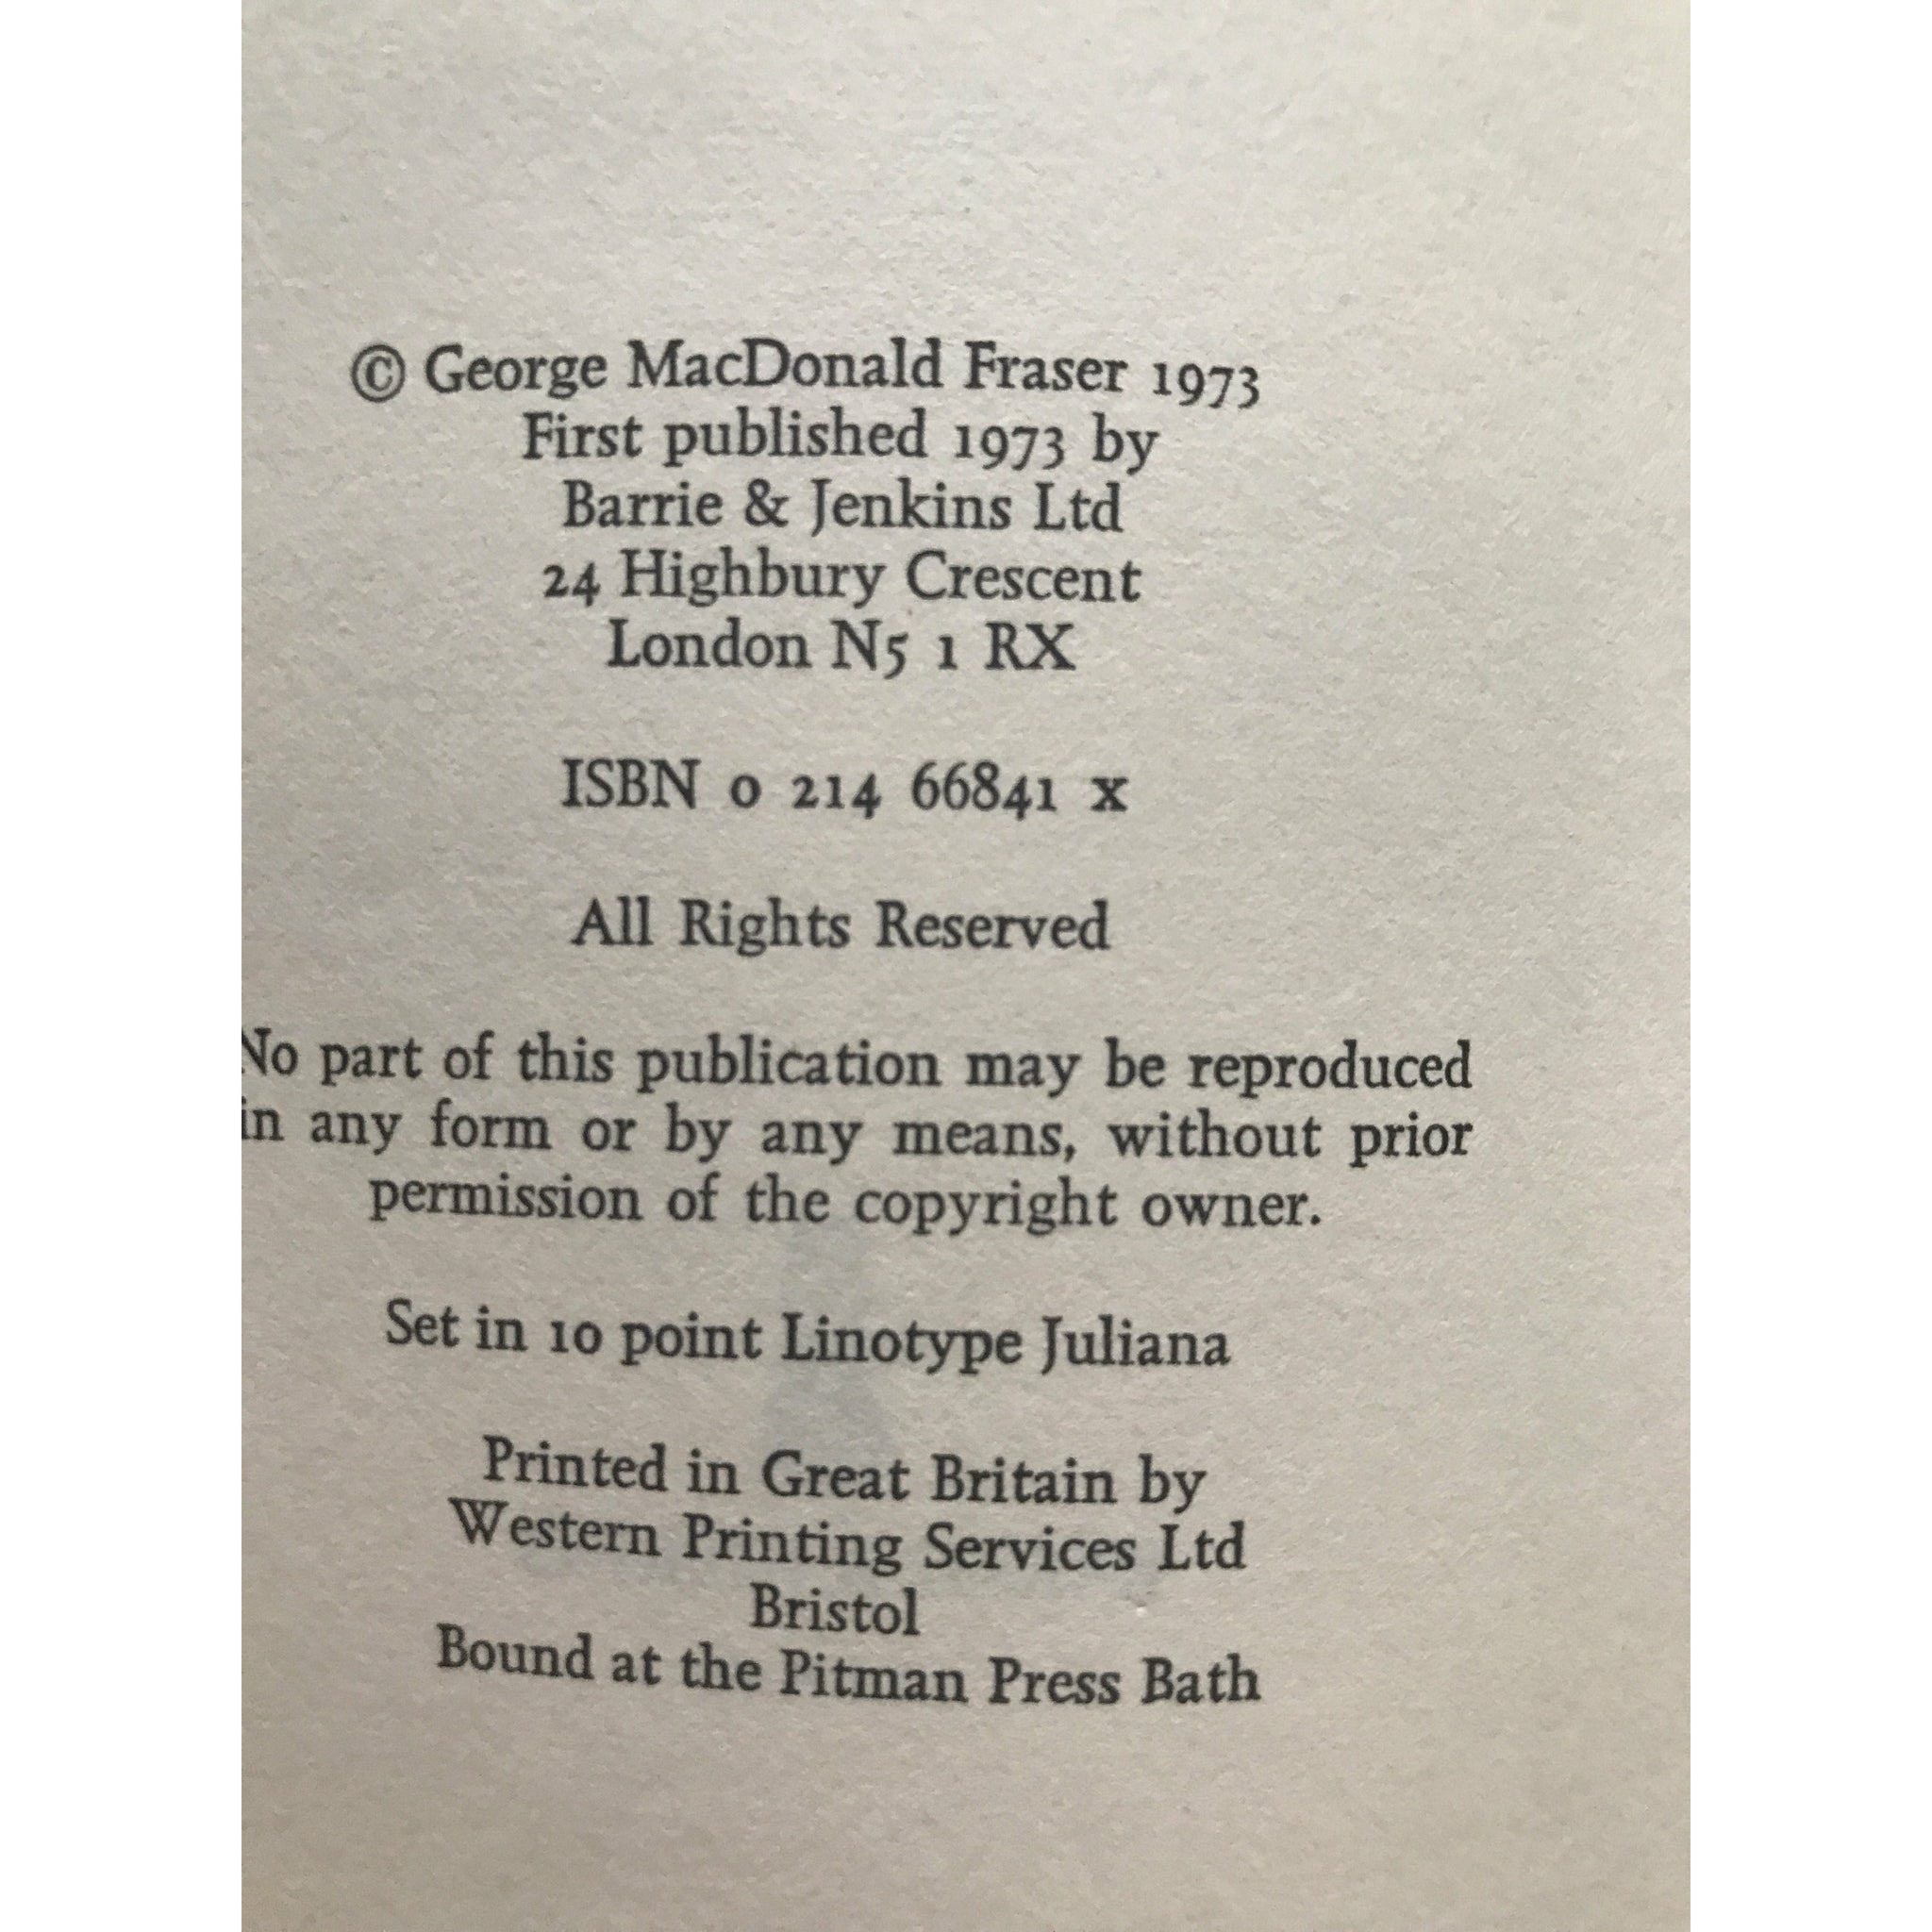 © George MacDonald Fraser 1973
First published 1973 by
Barrie & Jenkins Ltd
24 Highbury Crescent
London N5 1 RX
ISBN 0 214 66841 x
All Rights Reserved
No part of this publication may be reproduced
in any form or by any means, without prior
permission of the copyright owner.
Set in 10 point Linotype Juliana
Printed in Great Britain by
Western Printing Services Ltd
Bristol
Bound at the Pitman Press Bath